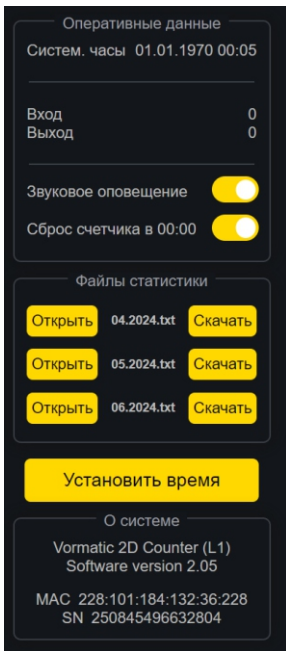 Оперативные данные
Систем. часы 01.01.1970 00:05
Вход 0
Выход 0
Звуковое оповещение
Сброс счетчика в 00:00
Файлы статистики
Открыть 04.2024.txt Скачать
Открыть 05.2024.txt Скачать
Открыть 06.2024.txt Скачать
Установить время
О системе
Vormatic 2D Counter (L1)
Software version 2.05
MAC 228:101:184:132:36:228
SN 250845496632804